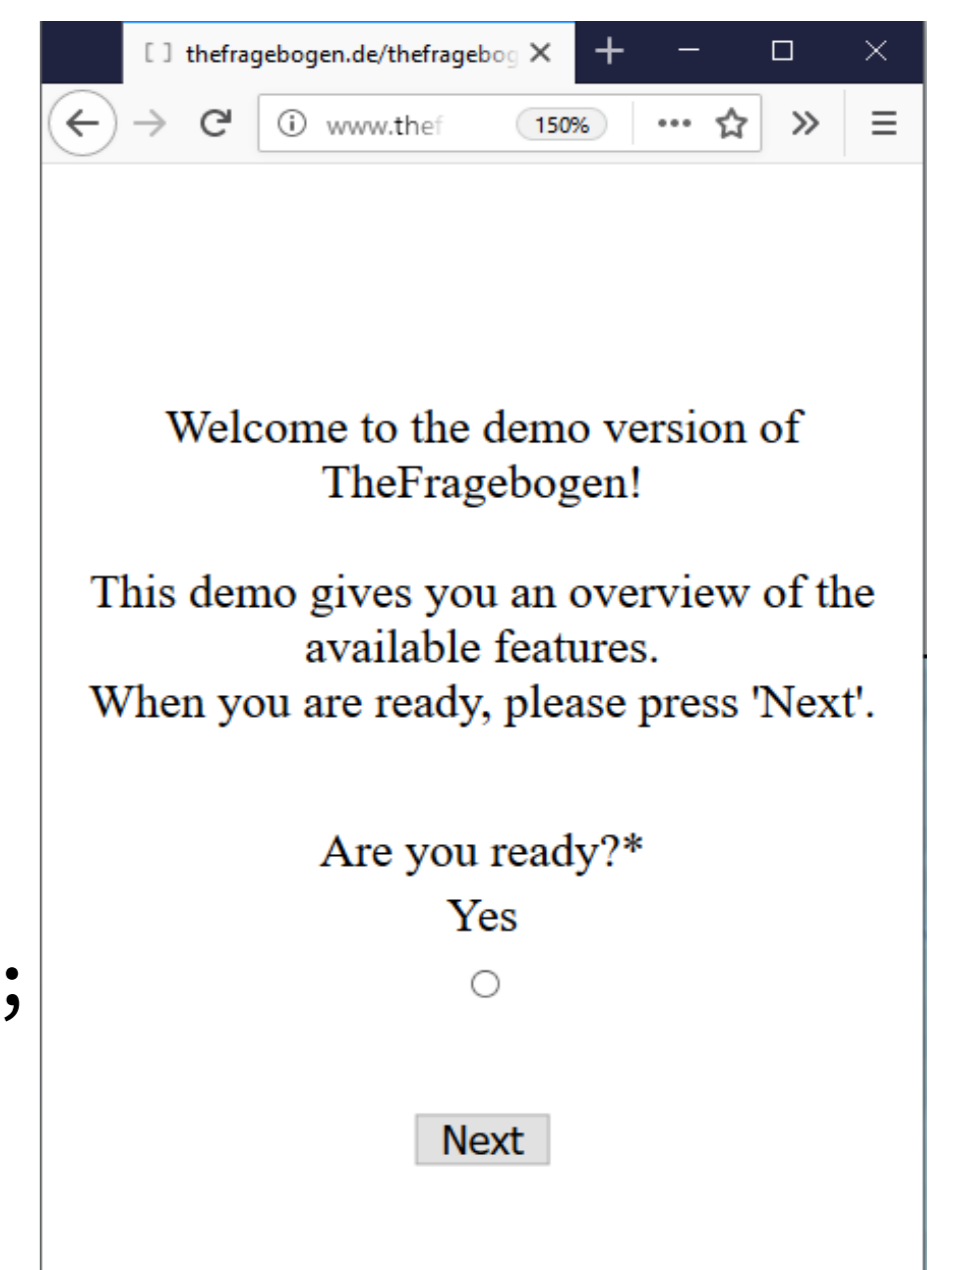 [ ] thefragebogen.de/thefragebog
www.thef
150%
Welcome to the demo version of
TheFragebogen!
This demo gives you an overview of the
available features.
When you are ready, please press 'Next'.
Are you ready?*
Yes
;
Next